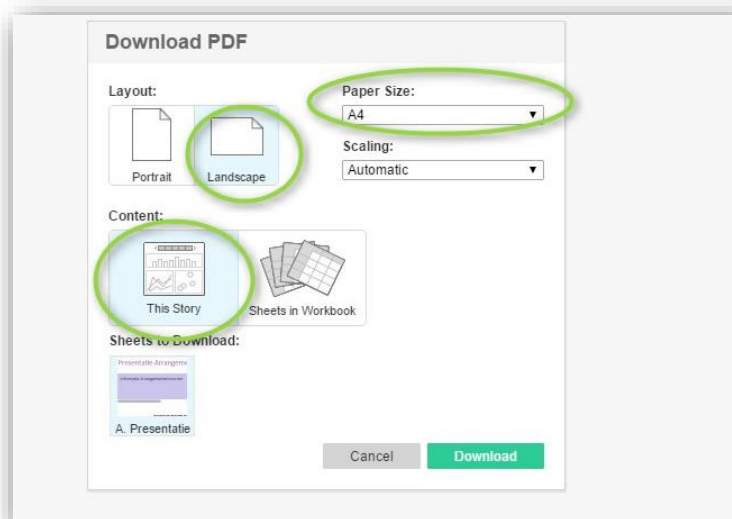 Download PDF
Layout:
Portrait
Landscape
Paper Size:
A4
Scaling:
Automatic
Content:
This Story
Sheets in Workbook
Sheets to Download:
Presentatie Arrangeme
A. Presentatie
Cancel
Download